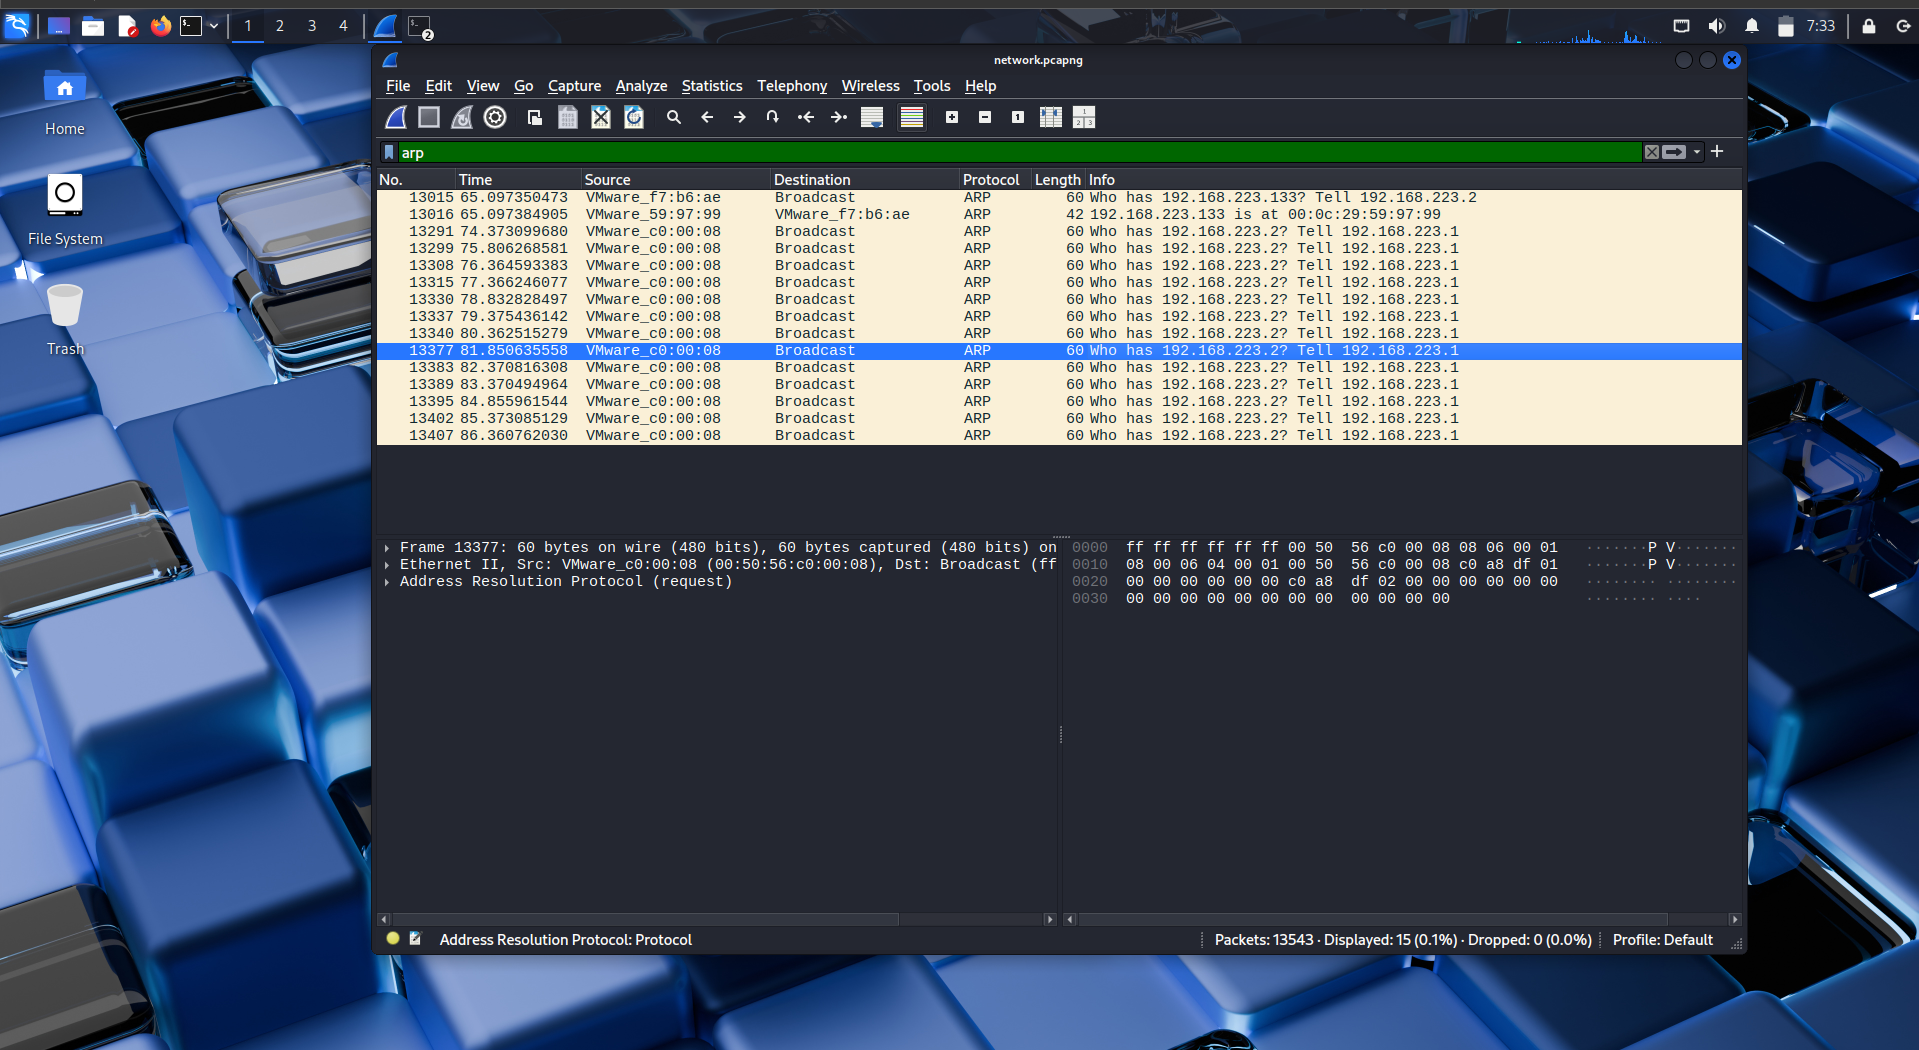 1 2 3 4 2 7:33
Home
File System
Trash
network.pcapng
File Edit View Go Capture Analyze Statistics Telephony Wireless Tools Help
arp
No. Time Source Destination Protocol Length Info
13015 65.097350473 VMware_f7:b6:ae Broadcast ARP 60 Who has 192.168.223.133? Tell 192.168.223.2
13016 65.097384905 VMware_59:97:99 VMware_f7:b6:ae ARP 42 192.168.223.133 is at 00:0c:29:59:97:99
13291 74.373099680 VMware_c0:00:08 Broadcast ARP 60 Who has 192.168.223.2? Tell 192.168.223.1
13299 75.806268581 VMware_c0:00:08 Broadcast ARP 60 Who has 192.168.223.2? Tell 192.168.223.1
13308 76.364593383 VMware_c0:00:08 Broadcast ARP 60 Who has 192.168.223.2? Tell 192.168.223.1
13315 77.366246077 VMware_c0:00:08 Broadcast ARP 60 Who has 192.168.223.2? Tell 192.168.223.1
13330 78.832828497 VMware_c0:00:08 Broadcast ARP 60 Who has 192.168.223.2? Tell 192.168.223.1
13337 79.375436142 VMware_c0:00:08 Broadcast ARP 60 Who has 192.168.223.2? Tell 192.168.223.1
13340 80.362515279 VMware_c0:00:08 Broadcast ARP 60 Who has 192.168.223.2? Tell 192.168.223.1
13377 81.850635558 VMware_c0:00:08 Broadcast ARP 60 Who has 192.168.223.2? Tell 192.168.223.1
13383 82.370816308 VMware_c0:00:08 Broadcast ARP 60 Who has 192.168.223.2? Tell 192.168.223.1
13389 83.370494964 VMware_c0:00:08 Broadcast ARP 60 Who has 192.168.223.2? Tell 192.168.223.1
13395 84.855961544 VMware_c0:00:08 Broadcast ARP 60 Who has 192.168.223.2? Tell 192.168.223.1
13402 85.373085129 VMware_c0:00:08 Broadcast ARP 60 Who has 192.168.223.2? Tell 192.168.223.1
13407 86.360762030 VMware_c0:00:08 Broadcast ARP 60 Who has 192.168.223.2? Tell 192.168.223.1
Frame 13377: 60 bytes on wire (480 bits), 60 bytes captured (480 bits) on
Ethernet II, Src: VMware_c0:00:08 (00:50:56:c0:00:08), Dst: Broadcast (ff
Address Resolution Protocol (request)
0000 ff ff ff ff ff ff 00 50 56 c0 00 08 08 06 00 01 ·······P V·······
0010 08 00 06 04 00 01 00 50 56 c0 00 08 c0 a8 df 01 ·······P V·······
0020 00 00 00 00 00 00 c0 a8 df 02 00 00 00 00 00 00 ········ ········
0030 00 00 00 00 00 00 00 00 00 00 00 00 ········ ····
Address Resolution Protocol: Protocol Packets: 13543 · Displayed: 15 (0.1%) · Dropped: 0 (0.0%) Profile: Default